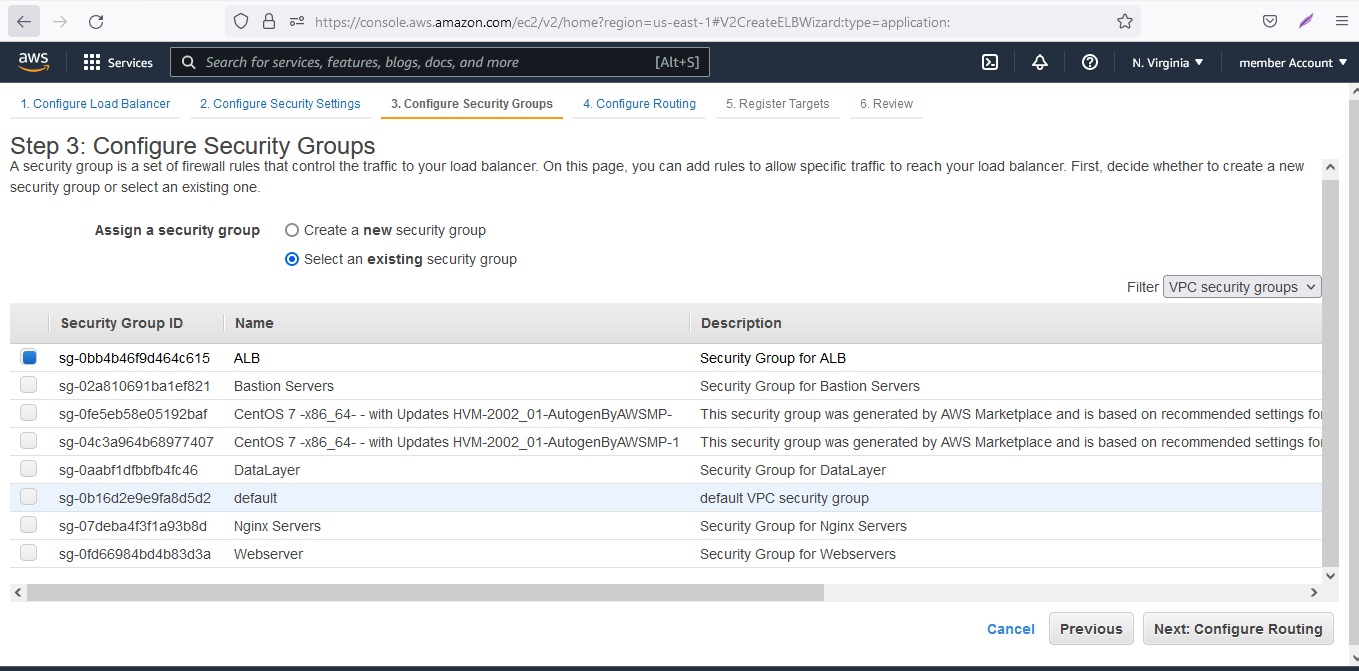 https://console.aws.amazon.com/ec2/v2/home?region=us-east-1#V2CreateELBWizard:type=application:
aws Services Search for services, features, blogs, docs, and more [Alt+S] N. Virginia ▼ member Account ▼
1. Configure Load Balancer 2. Configure Security Settings 3. Configure Security Groups 4. Configure Routing 5. Register Targets 6. Review
Step 3: Configure Security Groups
A security group is a set of firewall rules that control the traffic to your load balancer. On this page, you can add rules to allow specific traffic to reach your load balancer. First, decide whether to create a new
security group or select an existing one.
Assign a security group Create a new security group
Select an existing security group
Filter VPC security groups
Security Group ID Name Description
sg-0bb4b46f9d464c615 ALB Security Group for ALB
sg-02a810691ba1ef821 Bastion Servers Security Group for Bastion Servers
sg-0fe5eb58e05192baf CentOS 7 -x86_64- - with Updates HVM-2002_01-AutogenByAWSMP- This security group was generated by AWS Marketplace and is based on recommended settings for
sg-04c3a964b68977407 CentOS 7 -x86_64- - with Updates HVM-2002_01-AutogenByAWSMP-1 This security group was generated by AWS Marketplace and is based on recommended settings for
sg-0aabf1dfbbfb4fc46 DataLayer Security Group for DataLayer
sg-0b16d2e9e9fa8d5d2 default default VPC security group
sg-07deba4f3f1a93b8d Nginx Servers Security Group for Nginx Servers
sg-0fd66984bd4b83d3a Webserver Security Group for Webservers
Cancel Previous Next: Configure Routing